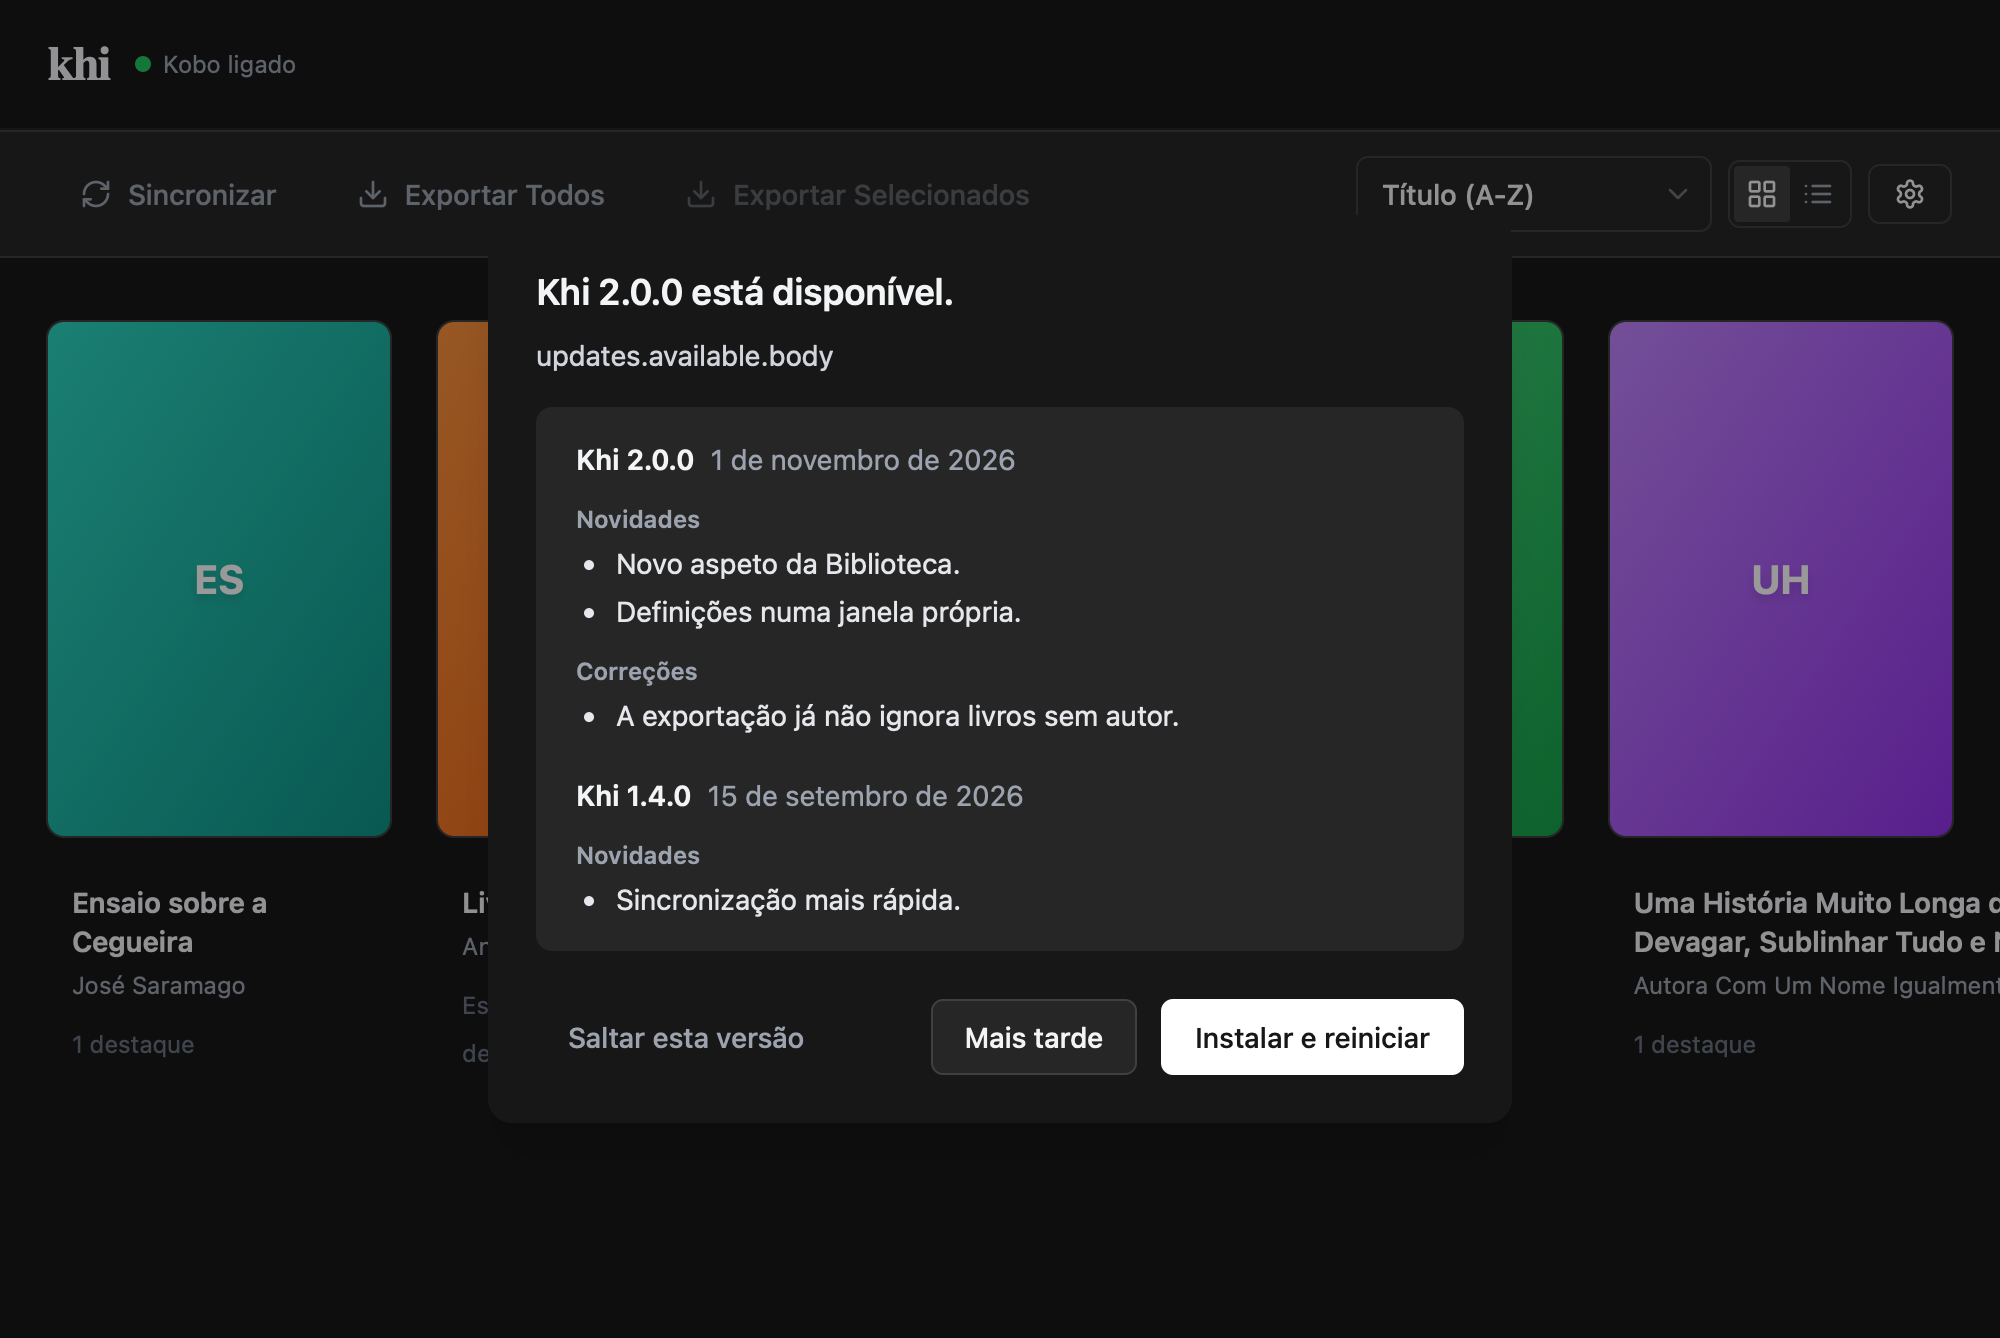 khi
Kobo ligado
Sincronizar
Exportar Todos
Exportar Selecionados
Título (A-Z)
Khi 2.0.0 está disponível.
updates.available.body
Khi 2.0.0 1 de novembro de 2026
Novidades
• Novo aspeto da Biblioteca.
• Definições numa janela própria.
Correções
• A exportação já não ignora livros sem autor.
Khi 1.4.0 15 de setembro de 2026
Novidades
• Sincronização mais rápida.
Saltar esta versão
Mais tarde
Instalar e reiniciar
ES
Ensaio sobre a
Cegueira
José Saramago
1 destaque
UH
Uma História Muito Longa
Devagar, Sublinhar Tudo e
Autora Com Um Nome
1 destaque